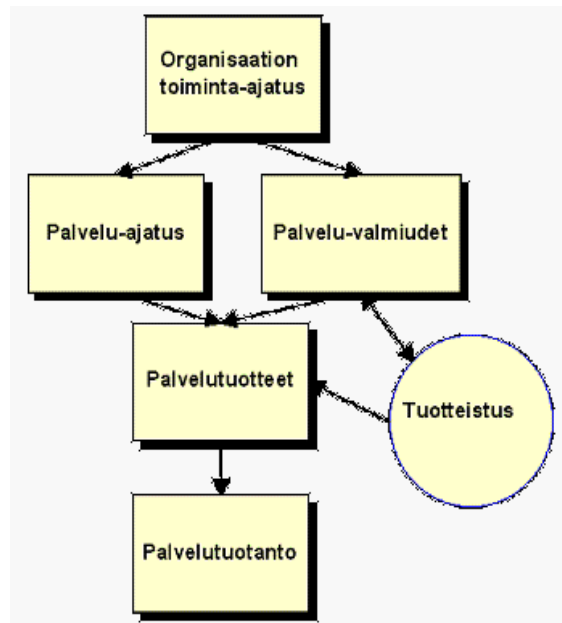 Organisaation
toiminta-ajatus
Palvelu-ajatus
Palvelu-valmiudet
Palvelutuotteet
Tuotteistus
Palvelutuotanto